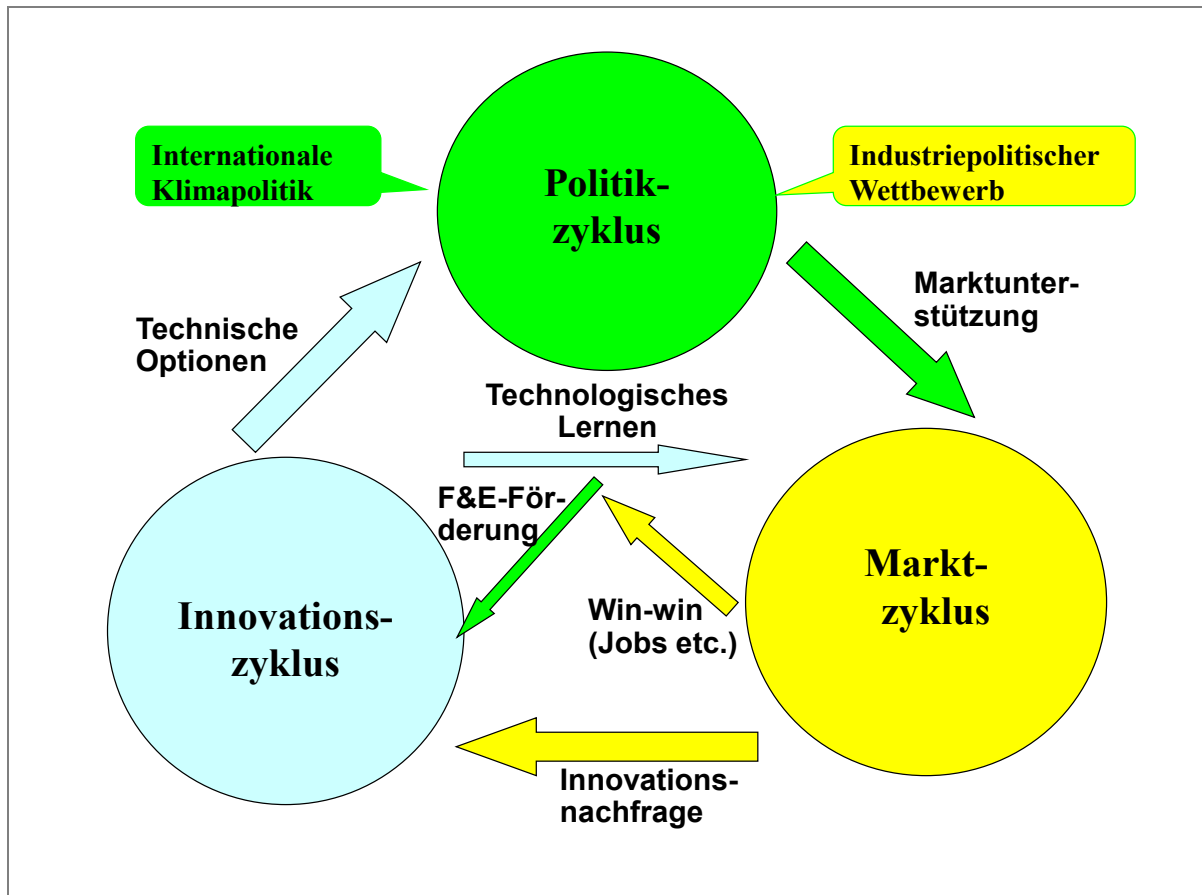 Internationale
Klimapolitik
Politik-
zyklus
Industriepolitischer
Wettbewerb
Technische
Optionen
Marktunter-
stützung
Technologisches
Lernen
F&E-För-
derung
Innovations-
zyklus
Win-win
(Jobs etc.)
Markt-
zyklus
Innovations-
nachfrage